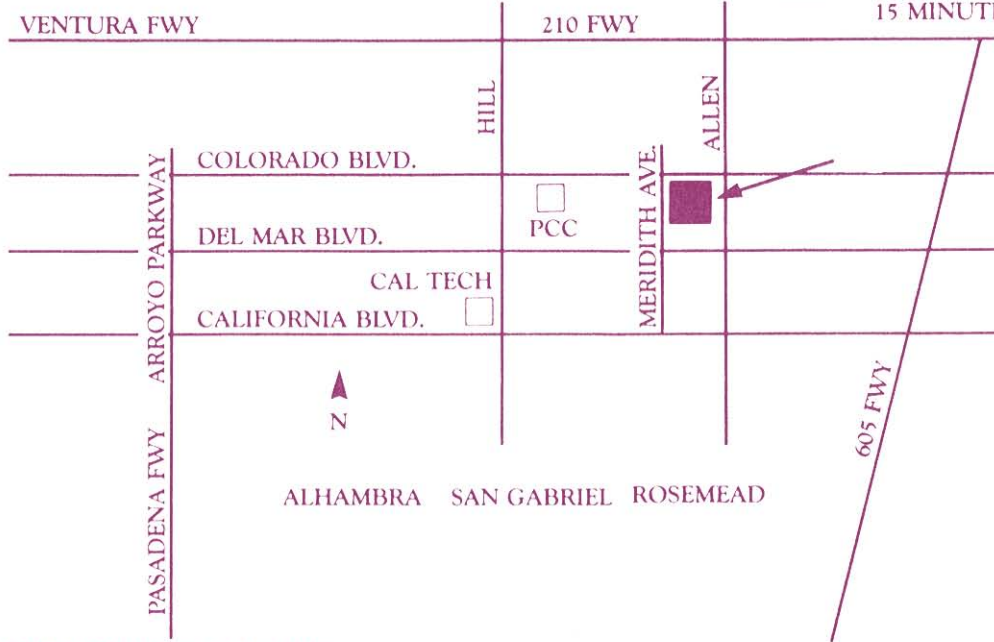 VENTURA FWY
210 FWY
HILL
ALLEN
COLORADO BLVD.
ARROYO PARKWAY
MERIDITH AVE.
PCC
DEL MAR BLVD.
CAL TECH
CALIFORNIA BLVD.
N
605 FWY
PASADENA FWY
ALHAMBRA SAN GABRIEL ROSEMEAD